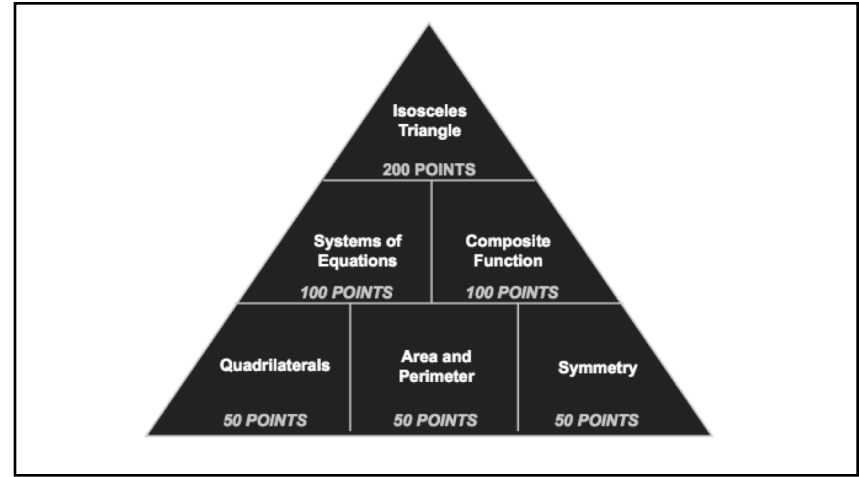 Isosceles
Triangle
200 POINTS
Systems of
Equations
100 POINTS
Composite
Function
100 POINTS
Quadrilaterals
50 POINTS
Area and
Perimeter
50 POINTS
Symmetry
50 POINTS